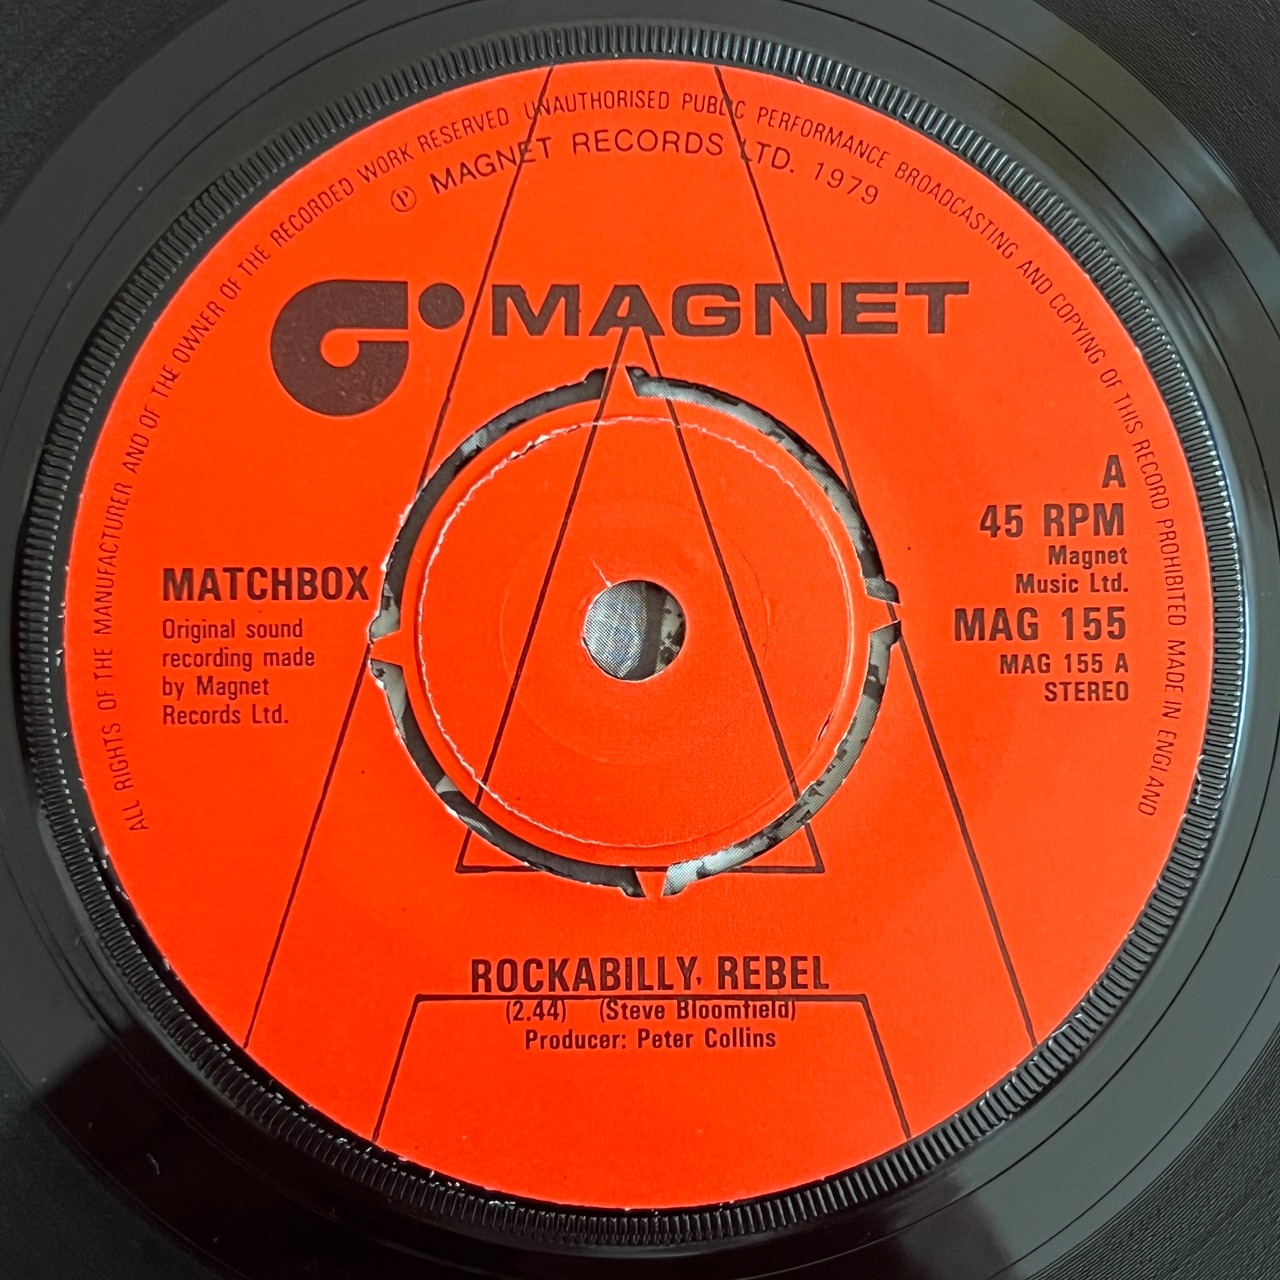 ALL RIGHTS OF THE MANUFACTURER AND OF THE OWNER OF THE RECORDED WORK RESERVED UNAUTHORISED PUBLIC PERFORMANCE BROADCASTING AND COPYING OF THIS RECORD PROHIBITED MADE IN ENGLAND
℗ MAGNET RECORDS LTD. 1979
MAGNET
A
45 RPM
Magnet
Music Ltd.
MAG 155
MAG 155 A
STEREO
MATCHBOX
Original sound
recording made
by Magnet
Records Ltd.
A
ROCKABILLY, REBEL
(2.44) (Steve Bloomfield)
Producer: Peter Collins